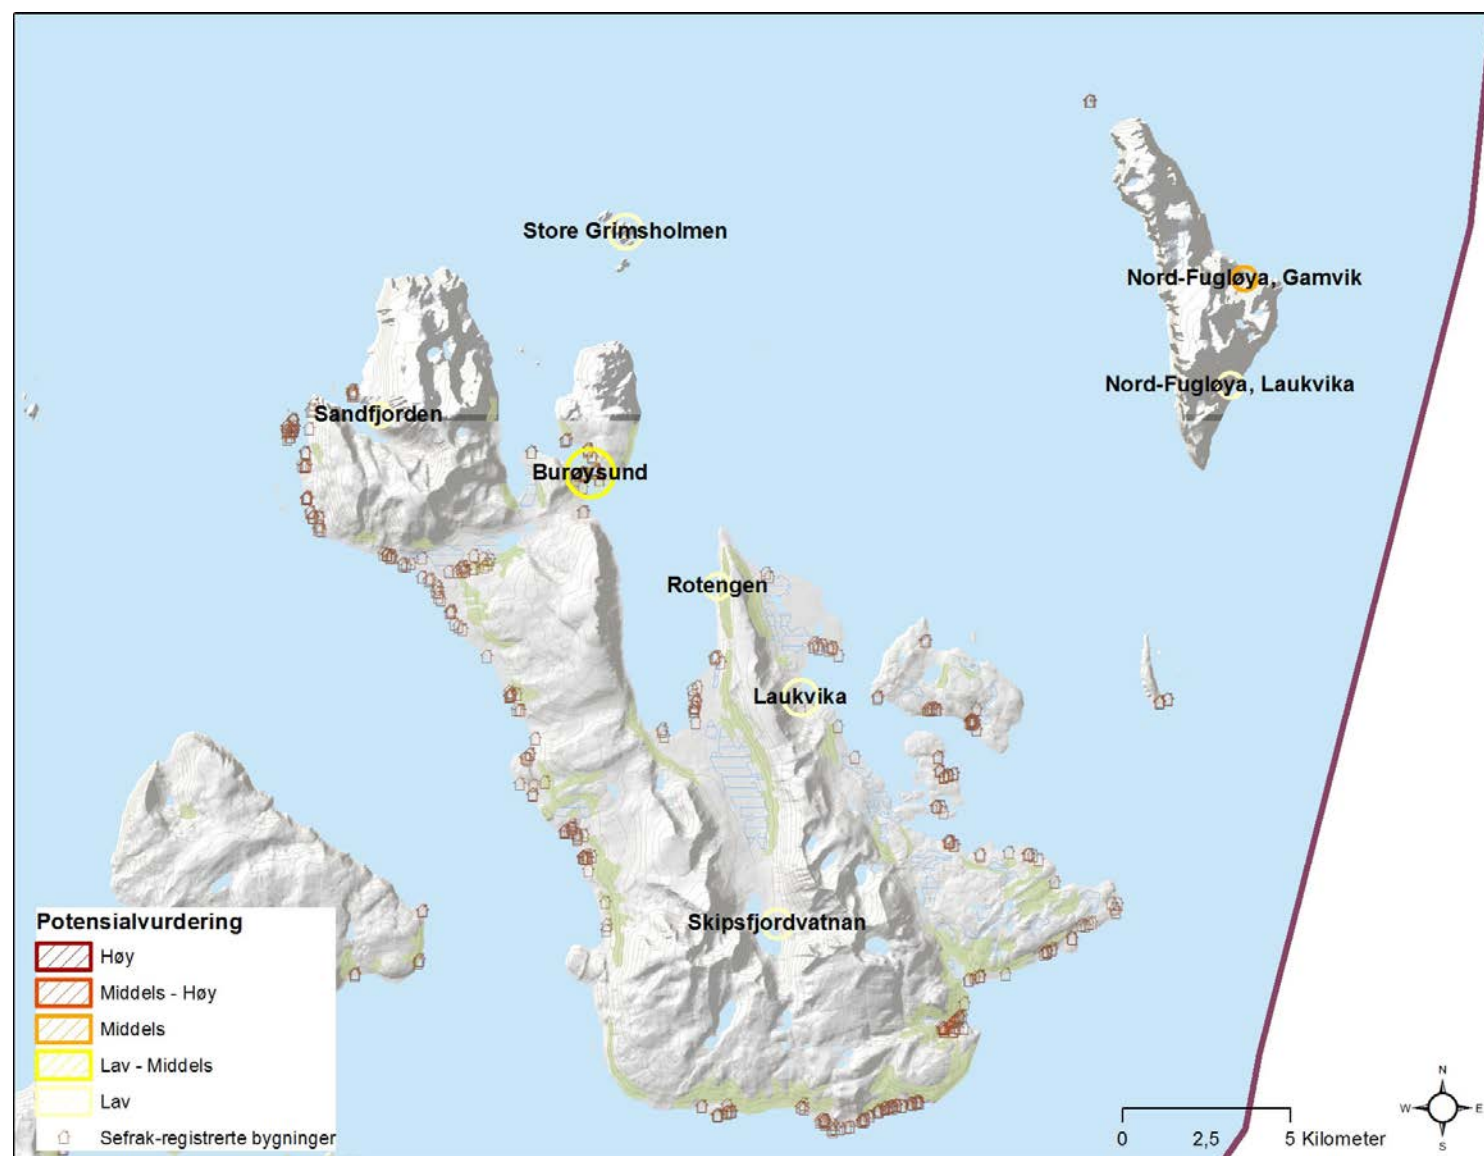 Store Grimsholmen
Nord-Fugløya, Gamvik
Nord-Fugløya, Laukvika
Sandfjorden
Burøysund
Rotengen
Laukvika
Skipsfjordvatnan
Potensialvurdering
Høy
Middels - Høy
Middels
Lav - Middels
Lav
Sefrak-registrerte bygninger
0 2,5 5 Kilometer
N
W E
S